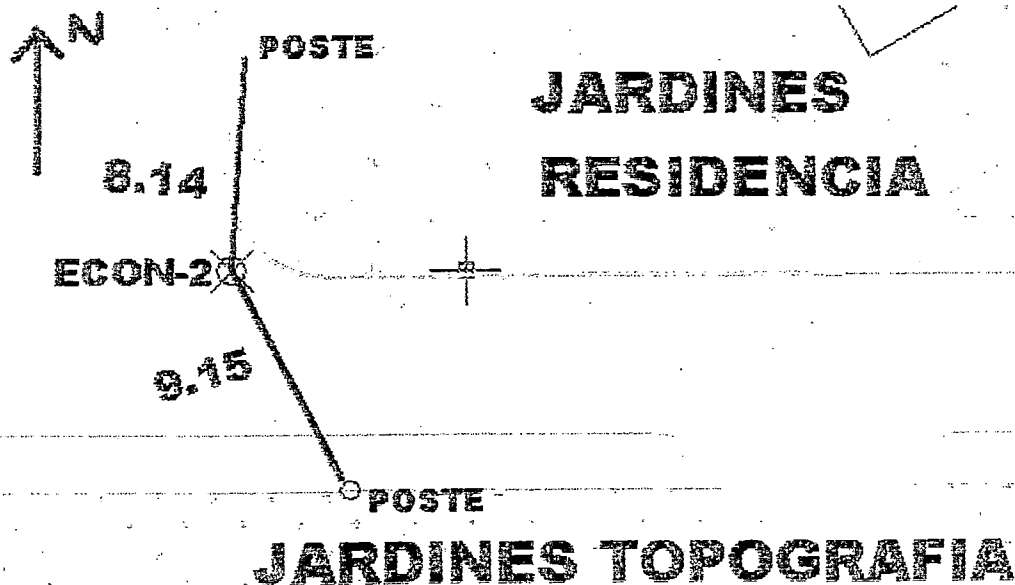 N
POSTE
JARDINES
RESIDENCIA
8.14
ECON-2
9.15
POSTE
JARDINES TOPOGRAFIA